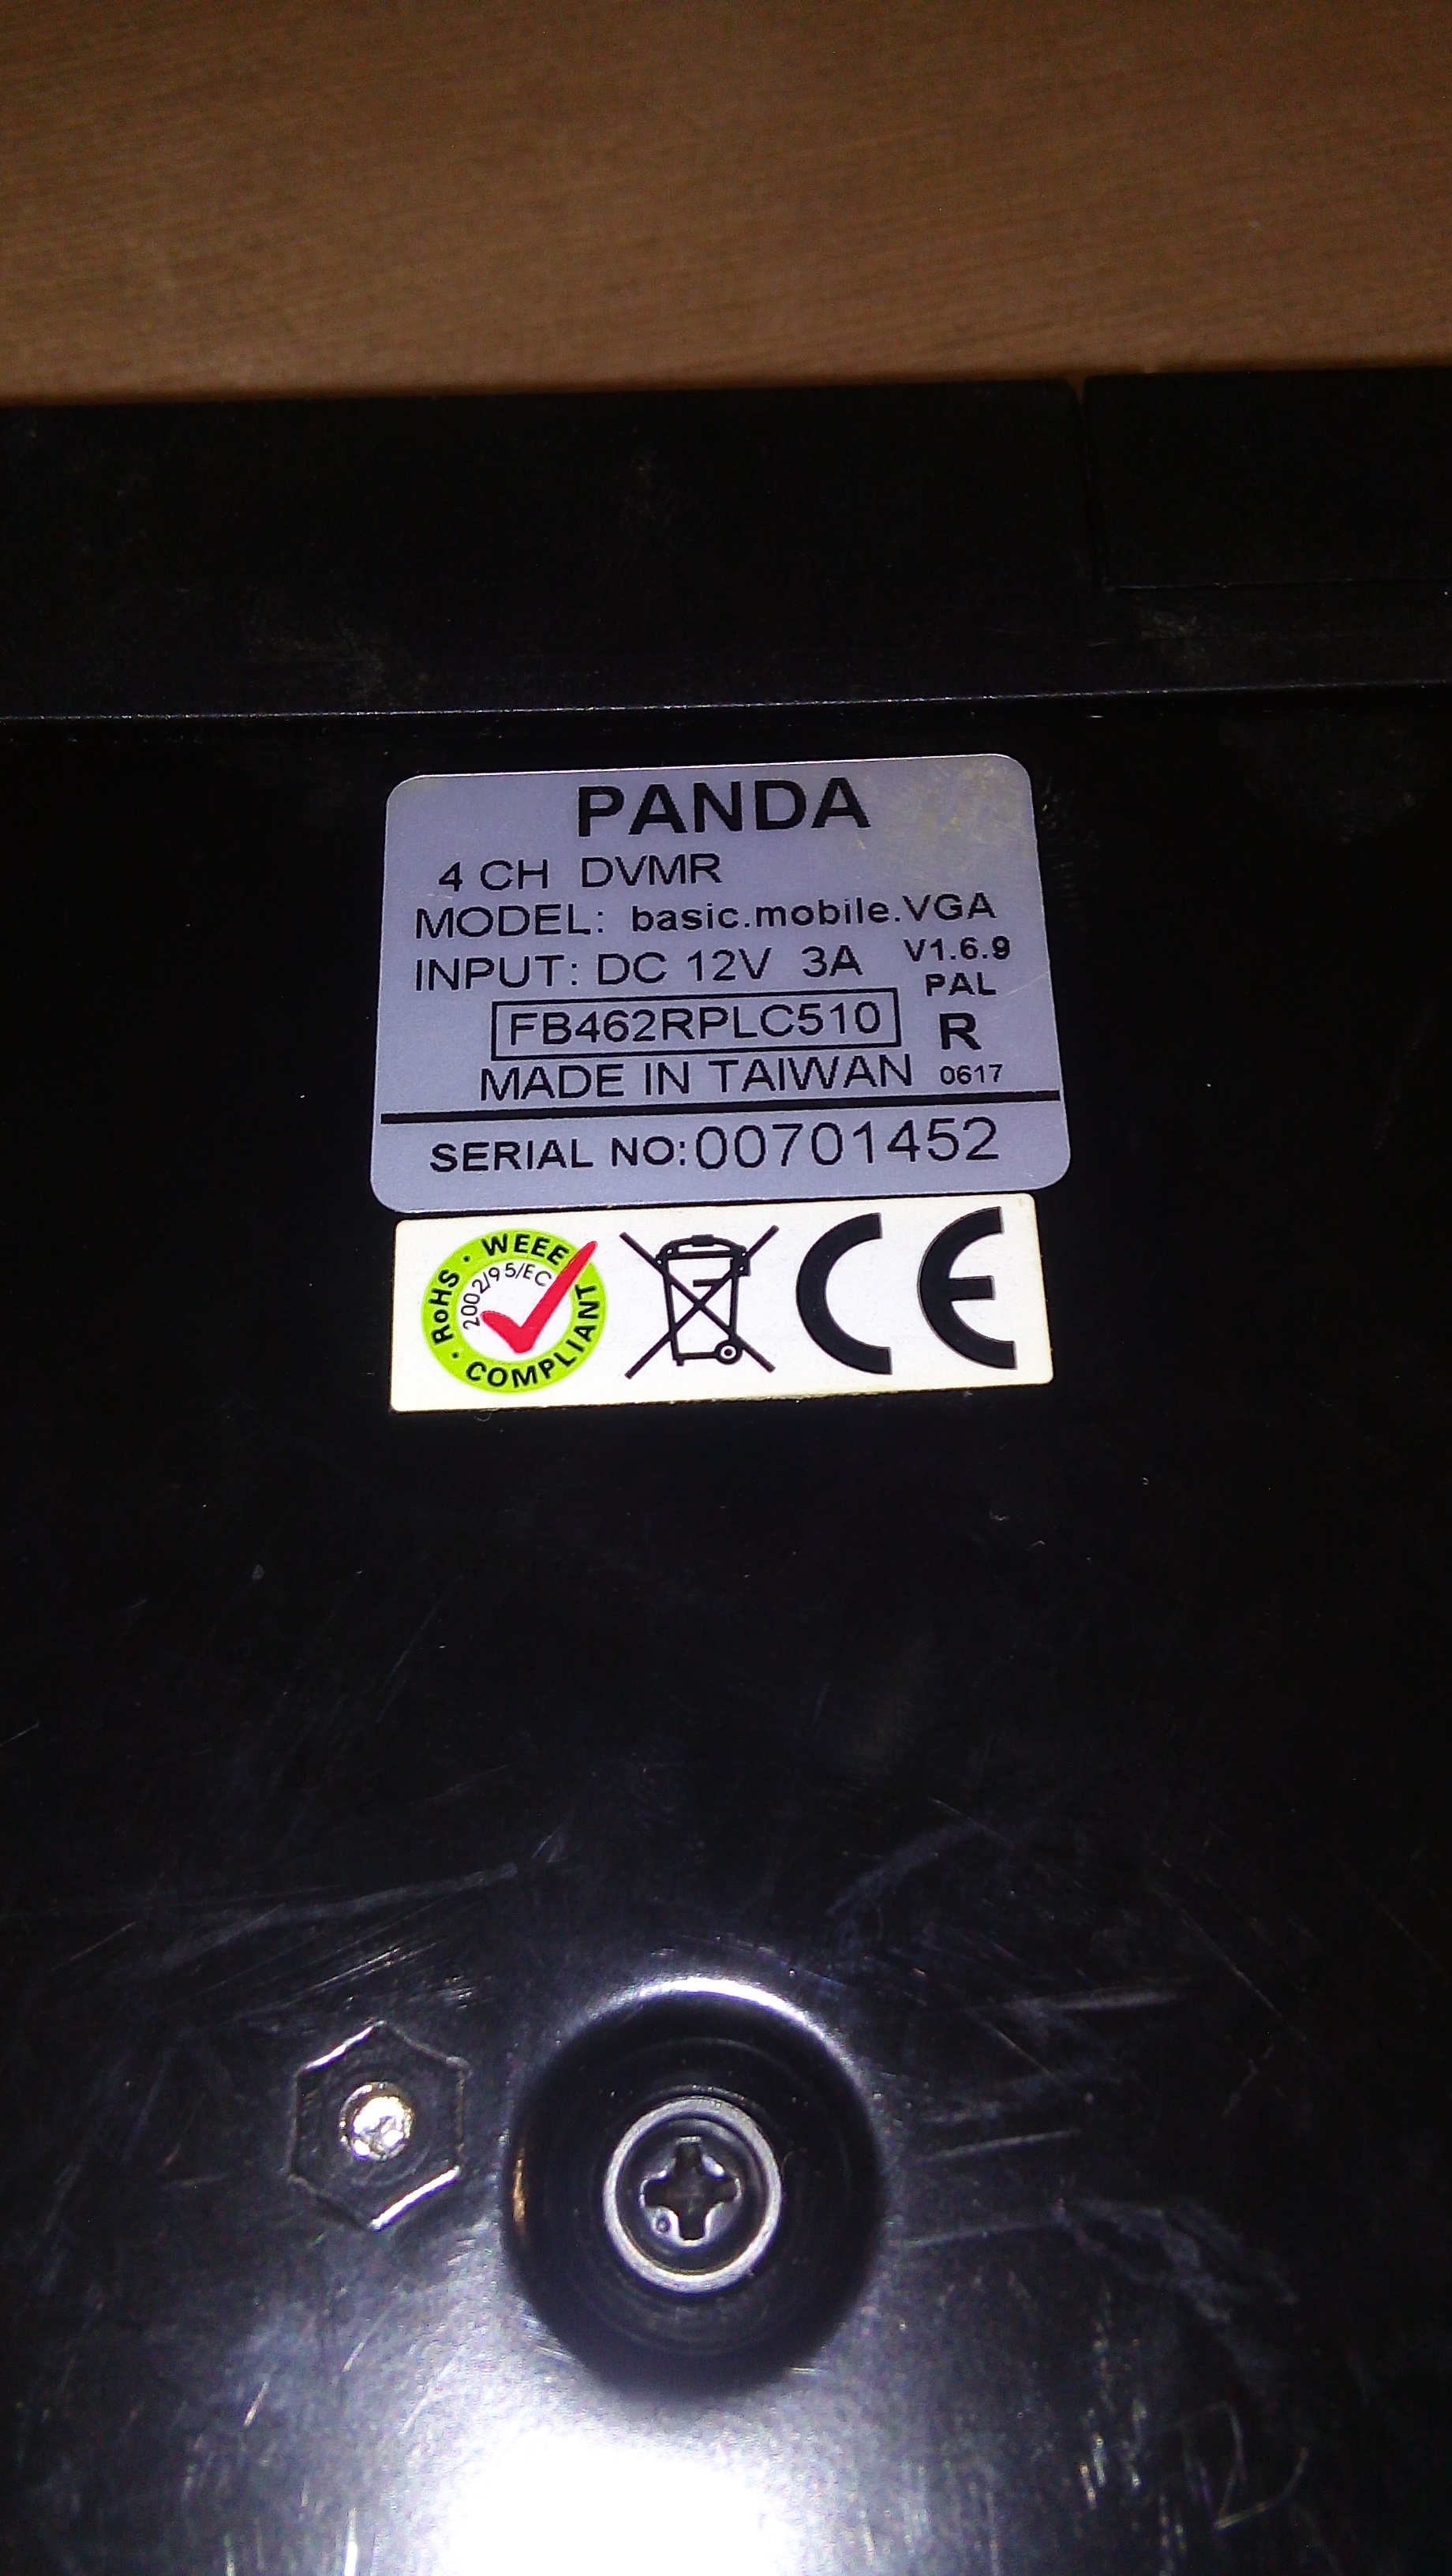 PANDA
4 CH DVMR
MODEL: basic.mobile.VGA
INPUT: DC 12V 3A V1.6.9
PAL
FB462RPLC510 R
MADE IN TAIWAN 0617
SERIAL NO:00701452
RoHS · WEEE
2002/95/EC
· COMPLIANT
CE